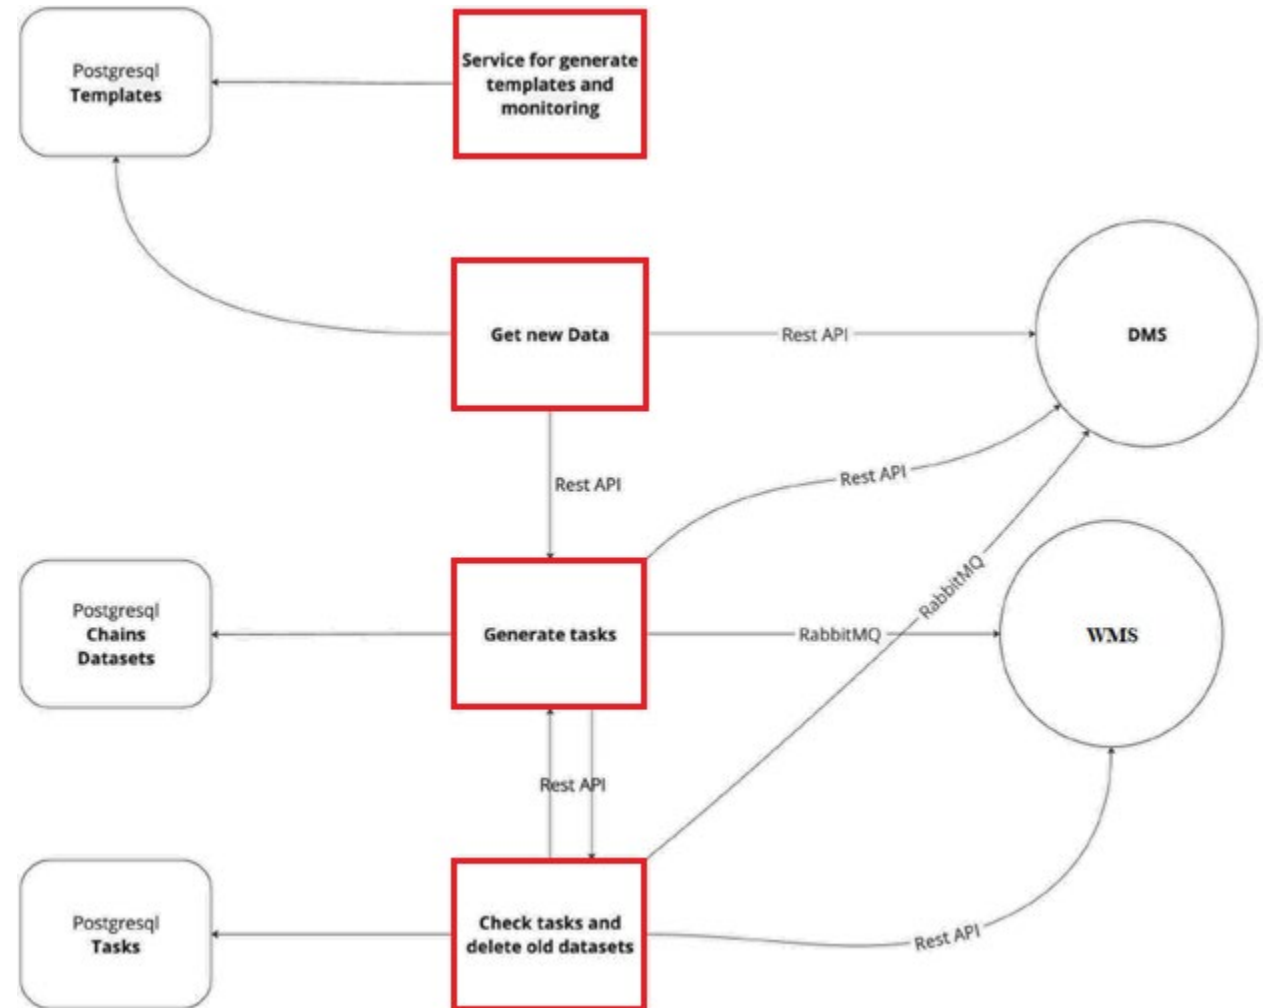 Postgresql
Templates
Service for generate
templates and
monitoring
Get new Data
Rest API
DMS
Rest API
Rest API
RabbitMQ
Postgresql
Chains
Datasets
Generate tasks
RabbitMQ
WMS
Rest API
Postgresql
Tasks
Check tasks and
delete old datasets
Rest API